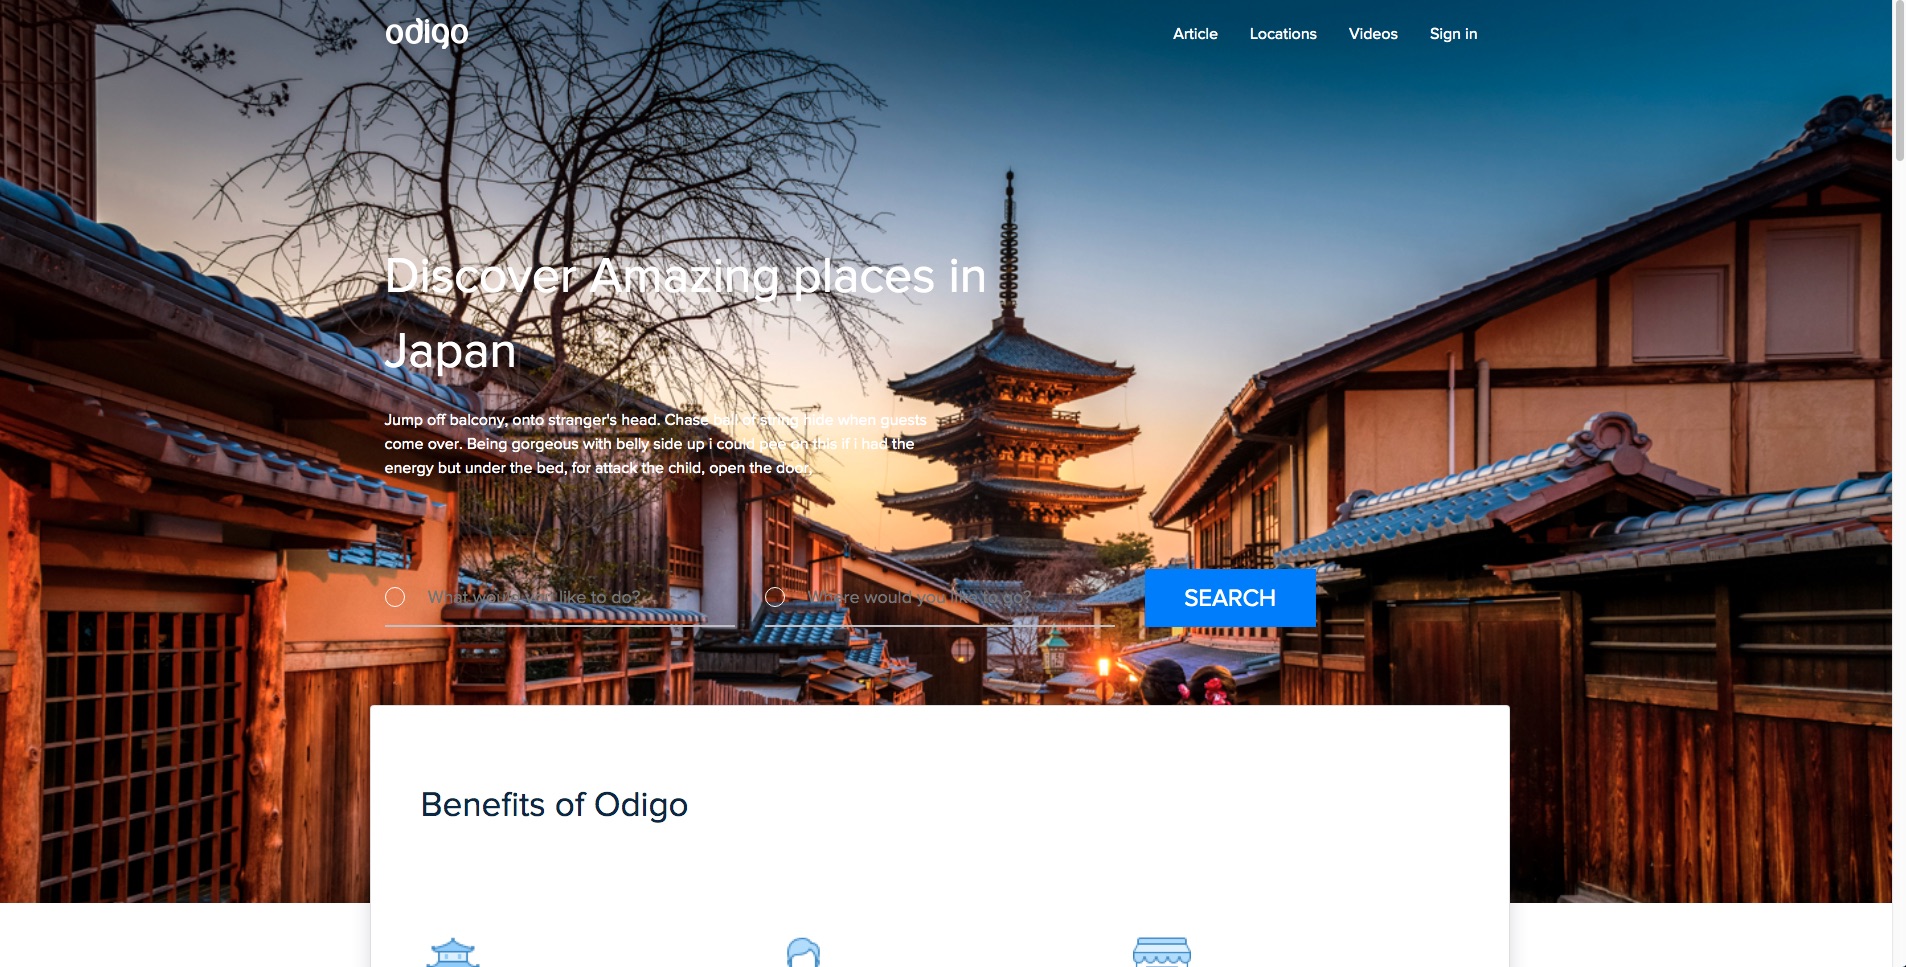 odigo
Article Locations Videos Sign in
Discover Amazing places in
Japan
Jump off balcony, onto stranger's head. Chase ball of string hide when guests
come over. Being gorgeous with belly side up i could pee on this if i had the
energy but under the bed, for attack the child, open the door,
What would you like to do? Where would you like to go? SEARCH
Benefits of Odigo